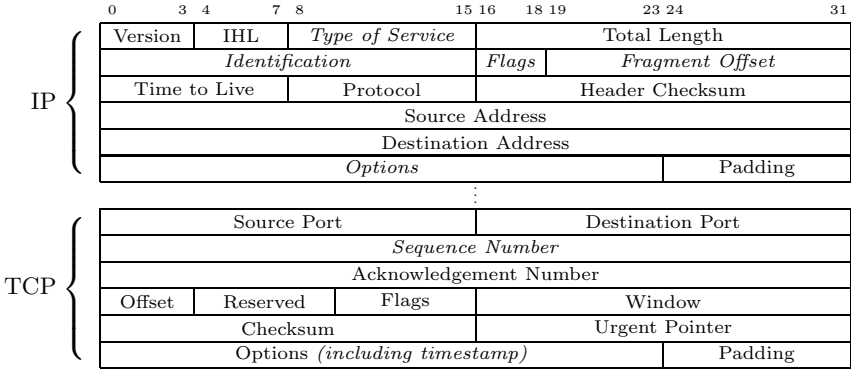 0 3 4 7 8 15 16 18 19 23 24 31
Version IHL Type of Service Total Length
Identification Flags Fragment Offset
Time to Live Protocol Header Checksum
IP
Source Address
Destination Address
Options Padding
Source Port Destination Port
Sequence Number
Acknowledgement Number
TCP
Offset Reserved Flags Window
Checksum Urgent Pointer
Options (including timestamp) Padding